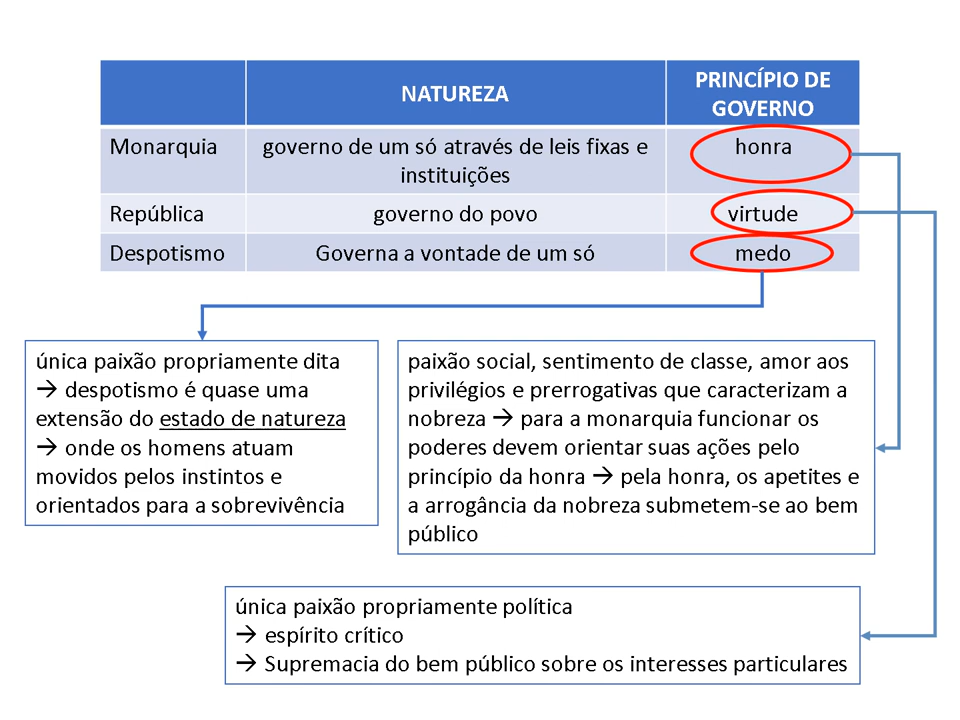 NATUREZA
PRINCÍPIO DE
GOVERNO
Monarquia
governo de um só através de leis fixas e
instituições
honra
República
governo do povo
virtude
Despotismo
Governa a vontade de um só
medo
única paixão propriamente dita
→ despotismo é quase uma
extensão do estado de natureza
→ onde os homens atuam
movidos pelos instintos e
orientados para a sobrevivência
paixão social, sentimento de classe, amor aos
privilégios e prerrogativas que caracterizam a
nobreza → para a monarquia funcionar os
poderes devem orientar suas ações pelo
princípio da honra → pela honra, os apetites e
a arrogância da nobreza submetem-se ao bem
público
única paixão propriamente política
→ espírito crítico
→ Supremacia do bem público sobre os interesses particulares